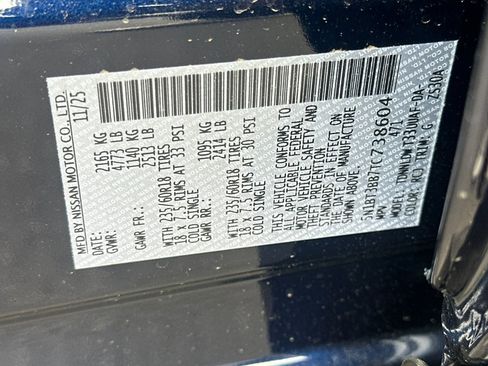 MFD BY NISSAN MOTOR CO., LTD.
DATE: 11/25
GVWR: 2165 KG
4773 LB
GAWR FR.: 1140 KG
2513 LB
WITH 235/60R18 TIRES
18 X 7.5 RIMS AT 33 PSI
COLD SINGLE
GAWR RR.: 1095 KG
2414 LB
WITH 235/60R18 TIRES
18 X 7.5 RIMS AT 30 PSI
COLD SINGLE
THIS VEHICLE CONFORMS TO
ALL APPLICABLE FEDERAL
MOTOR VEHICLE SAFETY AND
THEFT PREVENTION
STANDARDS IN EFFECT ON
THE DATE OF MANUFACTURE
SHOWN ABOVE.
MPV 471
COLOR: TRIM: G ZS30A